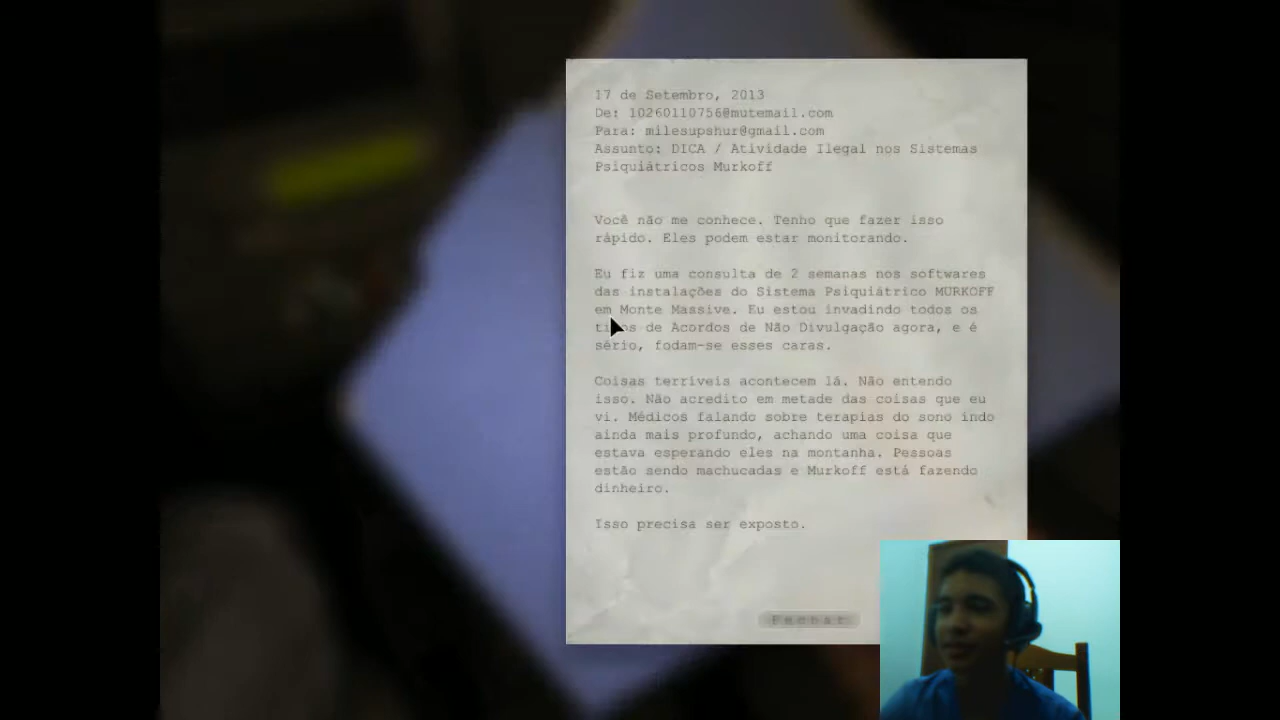 17 de Setembro, 2013
De: 10260110756@mutemail.com
Para: milesupshur@gmail.com
Assunto: DICA / Atividade Ilegal nos Sistemas
Psiquiátricos Murkoff
Você não me conhece. Tenho que fazer isso
rápido. Eles podem estar monitorando.
Eu fiz uma consulta de 2 semanas nos softwares
das instalações do Sistema Psiquiátrico MURKOFF
em Monte Massive. Eu estou invadindo todos os
de Acordos de Não Divulgação agora, e é
sério, fodam-se esses caras.
Coisas terríveis acontecem lá. Não entendo
isso. Não acredito em metade das coisas que eu
vi. Médicos falando sobre terapias do sono indo
ainda mais profundo, achando uma coisa que
estava esperando eles na montanha. Pessoas
estão sendo machucadas e Murkoff está fazendo
dinheiro.
Isso precisa ser exposto.
Fechar